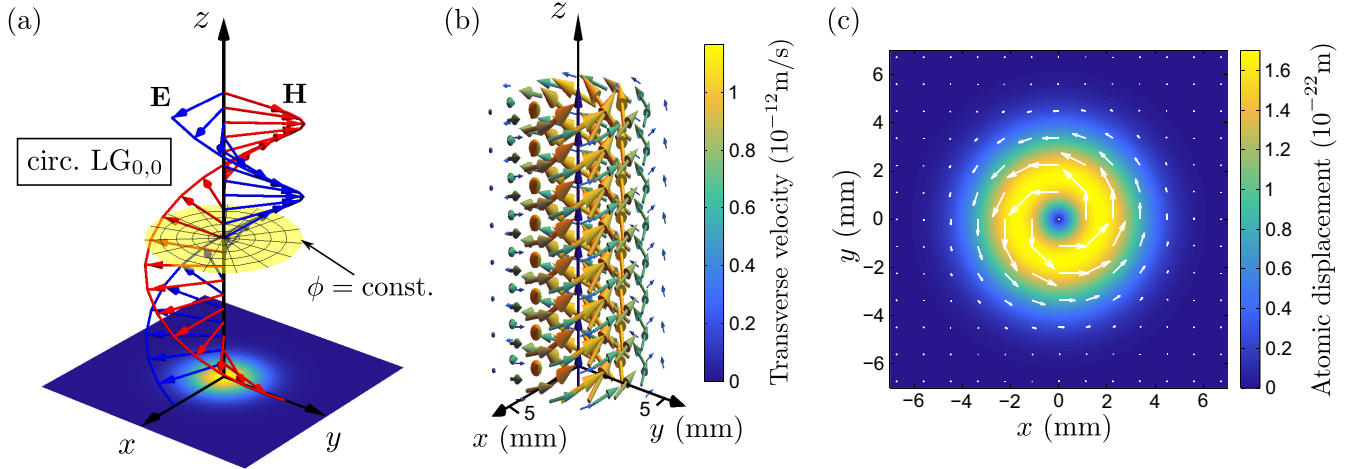 (a)
z
E
H
circ. LG₀,₀
ϕ = const.
x
y
(b)
z
5
x (mm)
5
y (mm)
1
0.8
0.6
0.4
0.2
0
Transverse velocity (10⁻¹²m/s)
(c)
6
4
2
0
−2
−4
−6
y (mm)
−6 −4 −2 0 2 4 6
x (mm)
1.6
1.4
1.2
1
0.8
0.6
0.4
0.2
0
Atomic displacement (10⁻²²m)